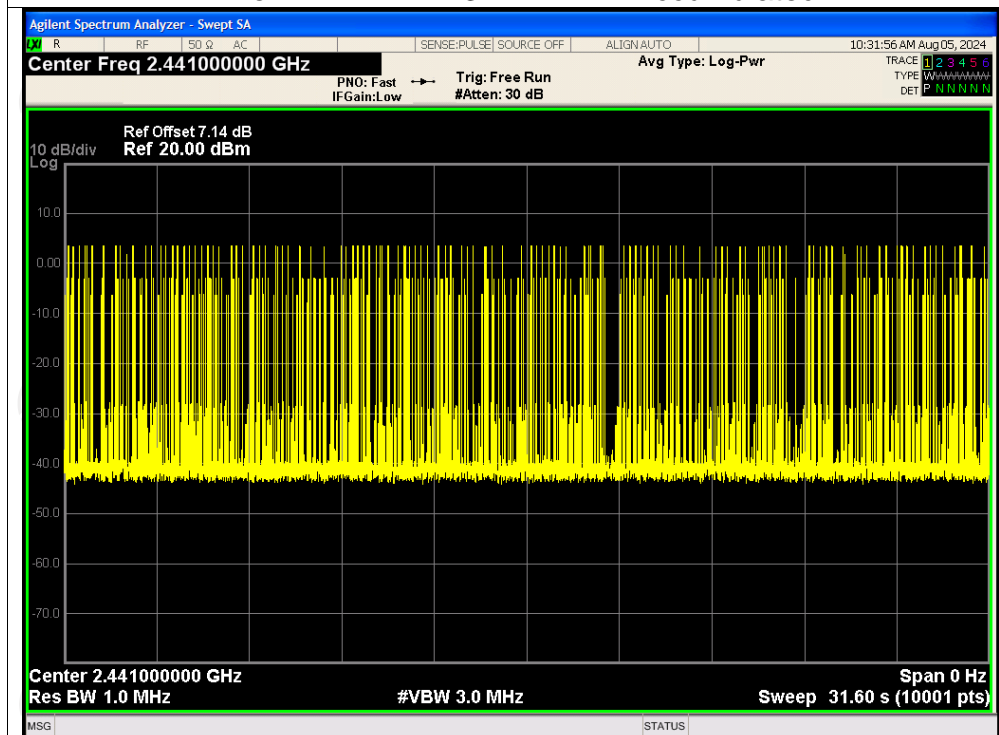 Agilent Spectrum Analyzer - Swept SA
LXI R RF 50 Ω AC SENSE:PULSE SOURCE OFF ALIGN AUTO 10:31:56 AM Aug 05, 2024
Center Freq 2.441000000 GHz
PNO: Fast
IFGain:Low
Trig: Free Run
#Atten: 30 dB
Avg Type: Log-Pwr
TRACE 1 2 3 4 5 6
TYPE W
DET P N N N N N
Ref Offset 7.14 dB
10 dB/div Ref 20.00 dBm
Log
10.0
0.00
-10.0
-20.0
-30.0
-40.0
-50.0
-60.0
-70.0
Center 2.441000000 GHz Span 0 Hz
Res BW 1.0 MHz #VBW 3.0 MHz Sweep 31.60 s (10001 pts)
MSG STATUS